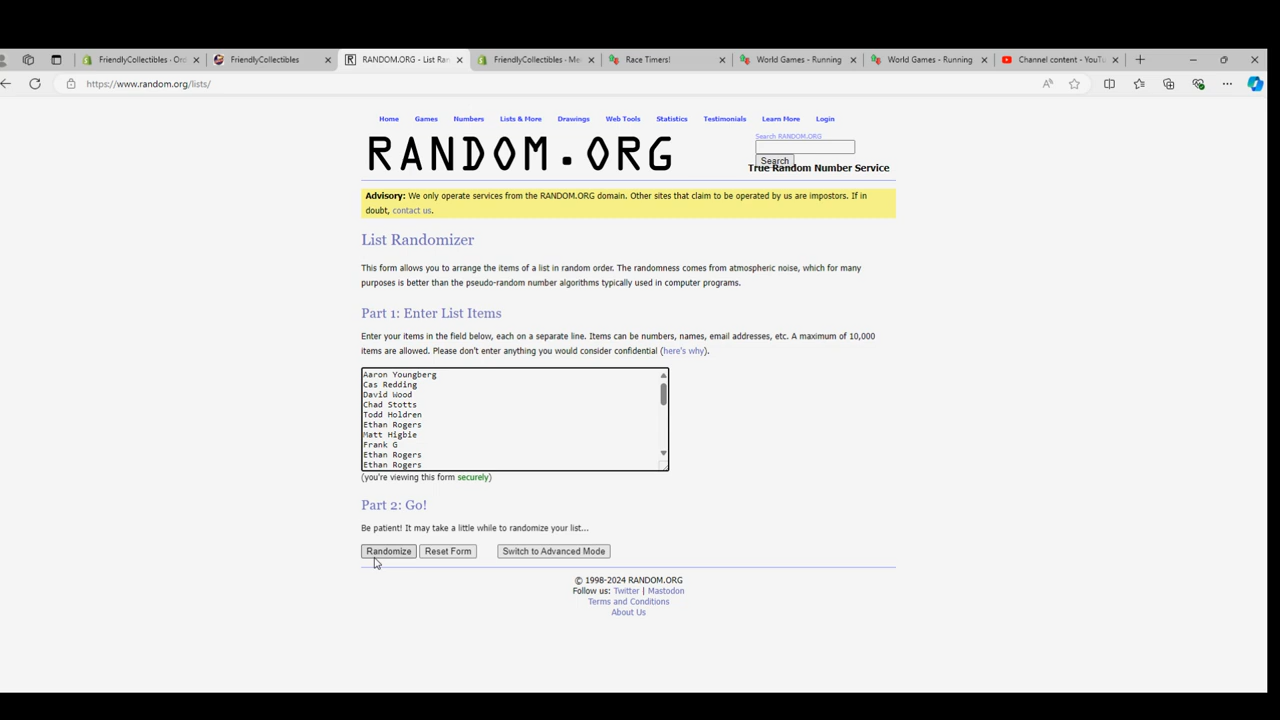 FriendlyCollectibles - Ord
FriendlyCollectibles
RANDOM.ORG - List Ran
FriendlyCollectibles - Me
Race Timers!
World Games - Running
World Games - Running
Channel content - YouTu
https://www.random.org/lists/
Home Games Numbers Lists & More Drawings Web Tools Statistics Testimonials Learn More Login
RANDOM.ORG
Search RANDOM.ORG
Search
True Random Number Service
Advisory: We only operate services from the RANDOM.ORG domain. Other sites that claim to be operated by us are impostors. If in
doubt, contact us.
List Randomizer
This form allows you to arrange the items of a list in random order. The randomness comes from atmospheric noise, which for many
purposes is better than the pseudo-random number algorithms typically used in computer programs.
Part 1: Enter List Items
Enter your items in the field below, each on a separate line. Items can be numbers, names, email addresses, etc. A maximum of 10,000
items are allowed. Please don't enter anything you would consider confidential (here's why).
Aaron Youngberg
Cas Redding
David Wood
Chad Stotts
Todd Holdren
Ethan Rogers
Matt Higbie
Frank G
Ethan Rogers
Ethan Rogers
(you're viewing this form securely)
Part 2: Go!
Be patient! It may take a little while to randomize your list...
Randomize Reset Form Switch to Advanced Mode
© 1998-2024 RANDOM.ORG
Follow us: Twitter | Mastodon
Terms and Conditions
About Us